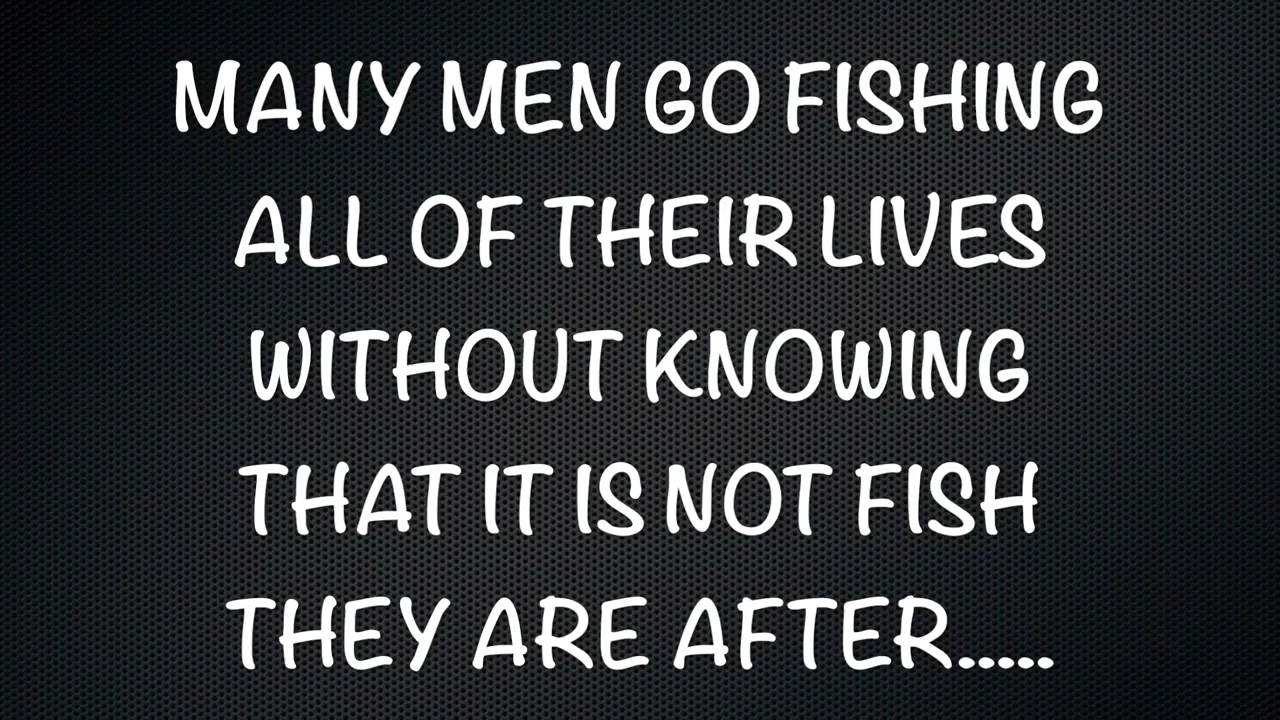 MANY MEN GO FISHING
ALL OF THEIR LIVES
WITHOUT KNOWING
THAT IT IS NOT FISH
THEY ARE AFTER.....